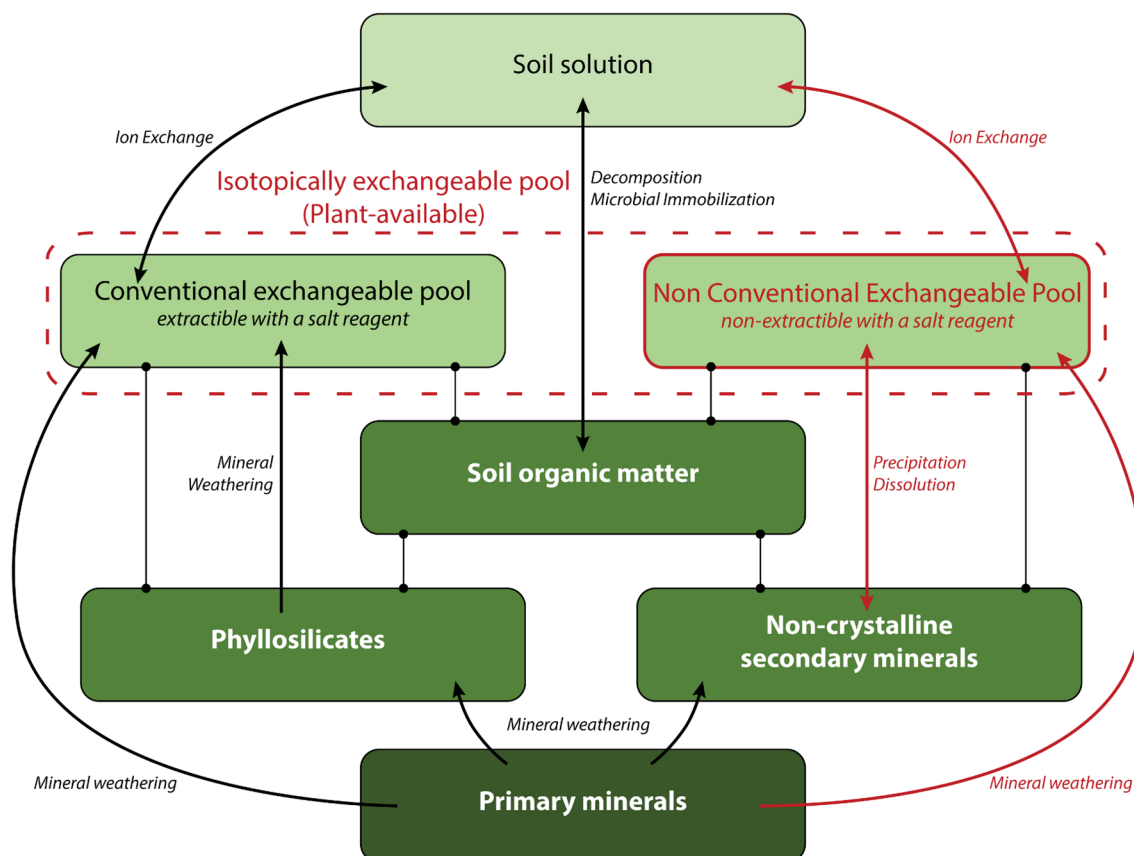 Soil solution
Ion Exchange
Ion Exchange
Isotopically exchangeable pool
(Plant-available)
Decomposition
Microbial Immobilization
Conventional exchangeable pool
extractible with a salt reagent
Non Conventional Exchangeable Pool
non-extractible with a salt reagent
Mineral
Weathering
Soil organic matter
Precipitation
Dissolution
Phyllosilicates
Non-crystalline
secondary minerals
Mineral weathering
Mineral weathering
Primary minerals
Mineral weathering